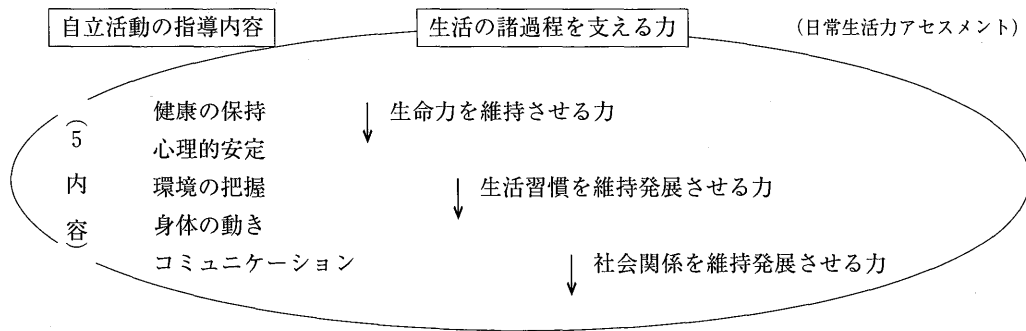 自立活動の指導内容
生活の諸過程を支える力
(日常生活力アセスメント)
(5内容)
健康の保持
生命力を維持させる力
心理的安定
環境の把握
生活習慣を維持発展させる力
身体の動き
コミュニケーション
社会関係を維持発展させる力